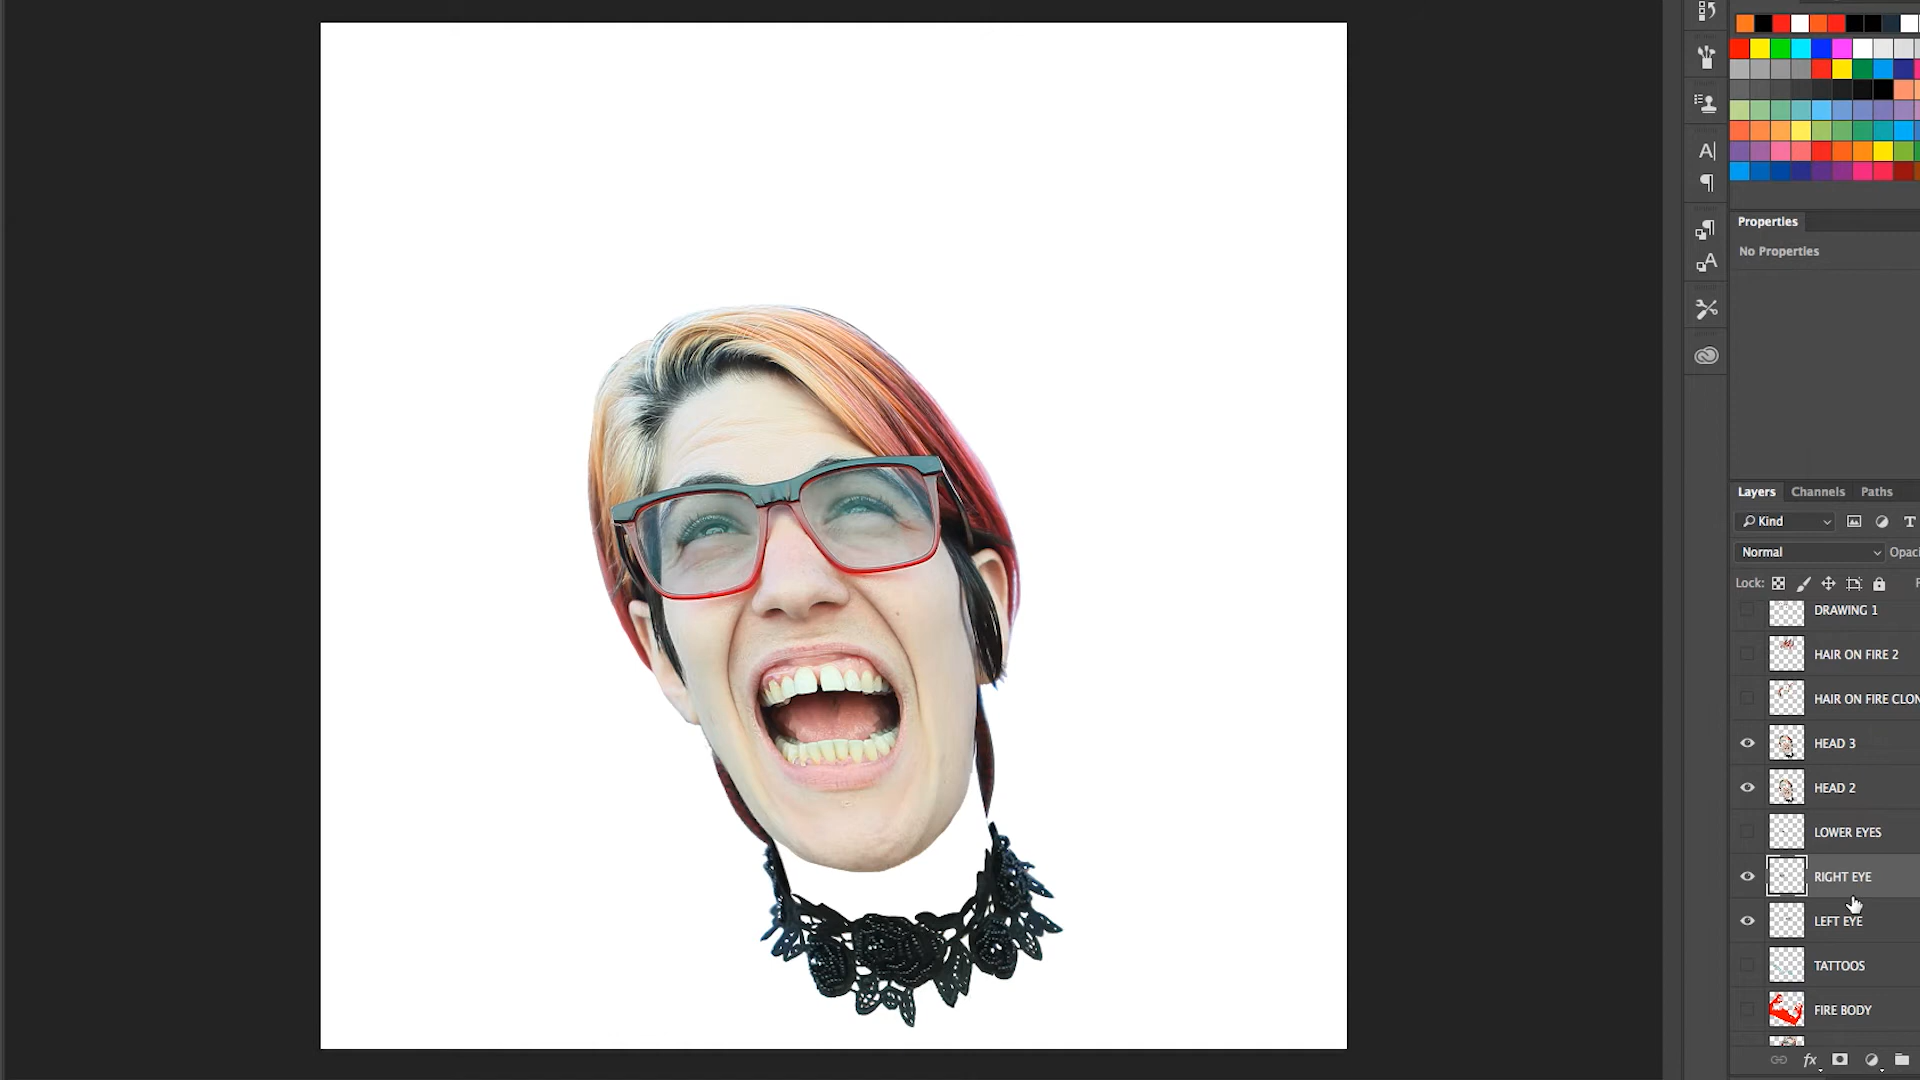 Properties
No Properties
Layers Channels Paths
Kind
Normal Opac
Lock:
DRAWING 1
HAIR ON FIRE 2
HAIR ON FIRE CLON
HEAD 3
HEAD 2
LOWER EYES
RIGHT EYE
LEFT EYE
TATTOOS
FIRE BODY
fx